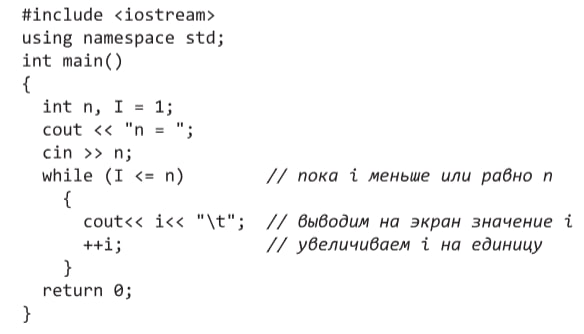 #include <iostream>
using namespace std;
int main()
{
int n, I = 1;
cout << "n = ";
cin >> n;
while (I <= n) // пока i меньше или равно n
{
cout<< i<< "\t"; // выводим на экран значение i
++i; // увеличиваем i на единицу
}
return 0;
}